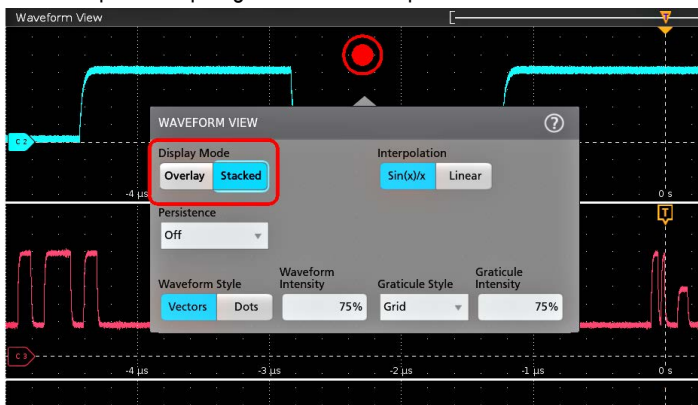 Waveform View
T
C 2
WAVEFORM VIEW ?
Display Mode Interpolation
Overlay Stacked Sin(x)/x Linear
-4 µs 0 s
T
Persistence
Off
Waveform Style Waveform Intensity Graticule Style Graticule Intensity
Vectors Dots 75% Grid 75%
C 3
-4 µs -3 µs -2 µs -1 µs 0 s